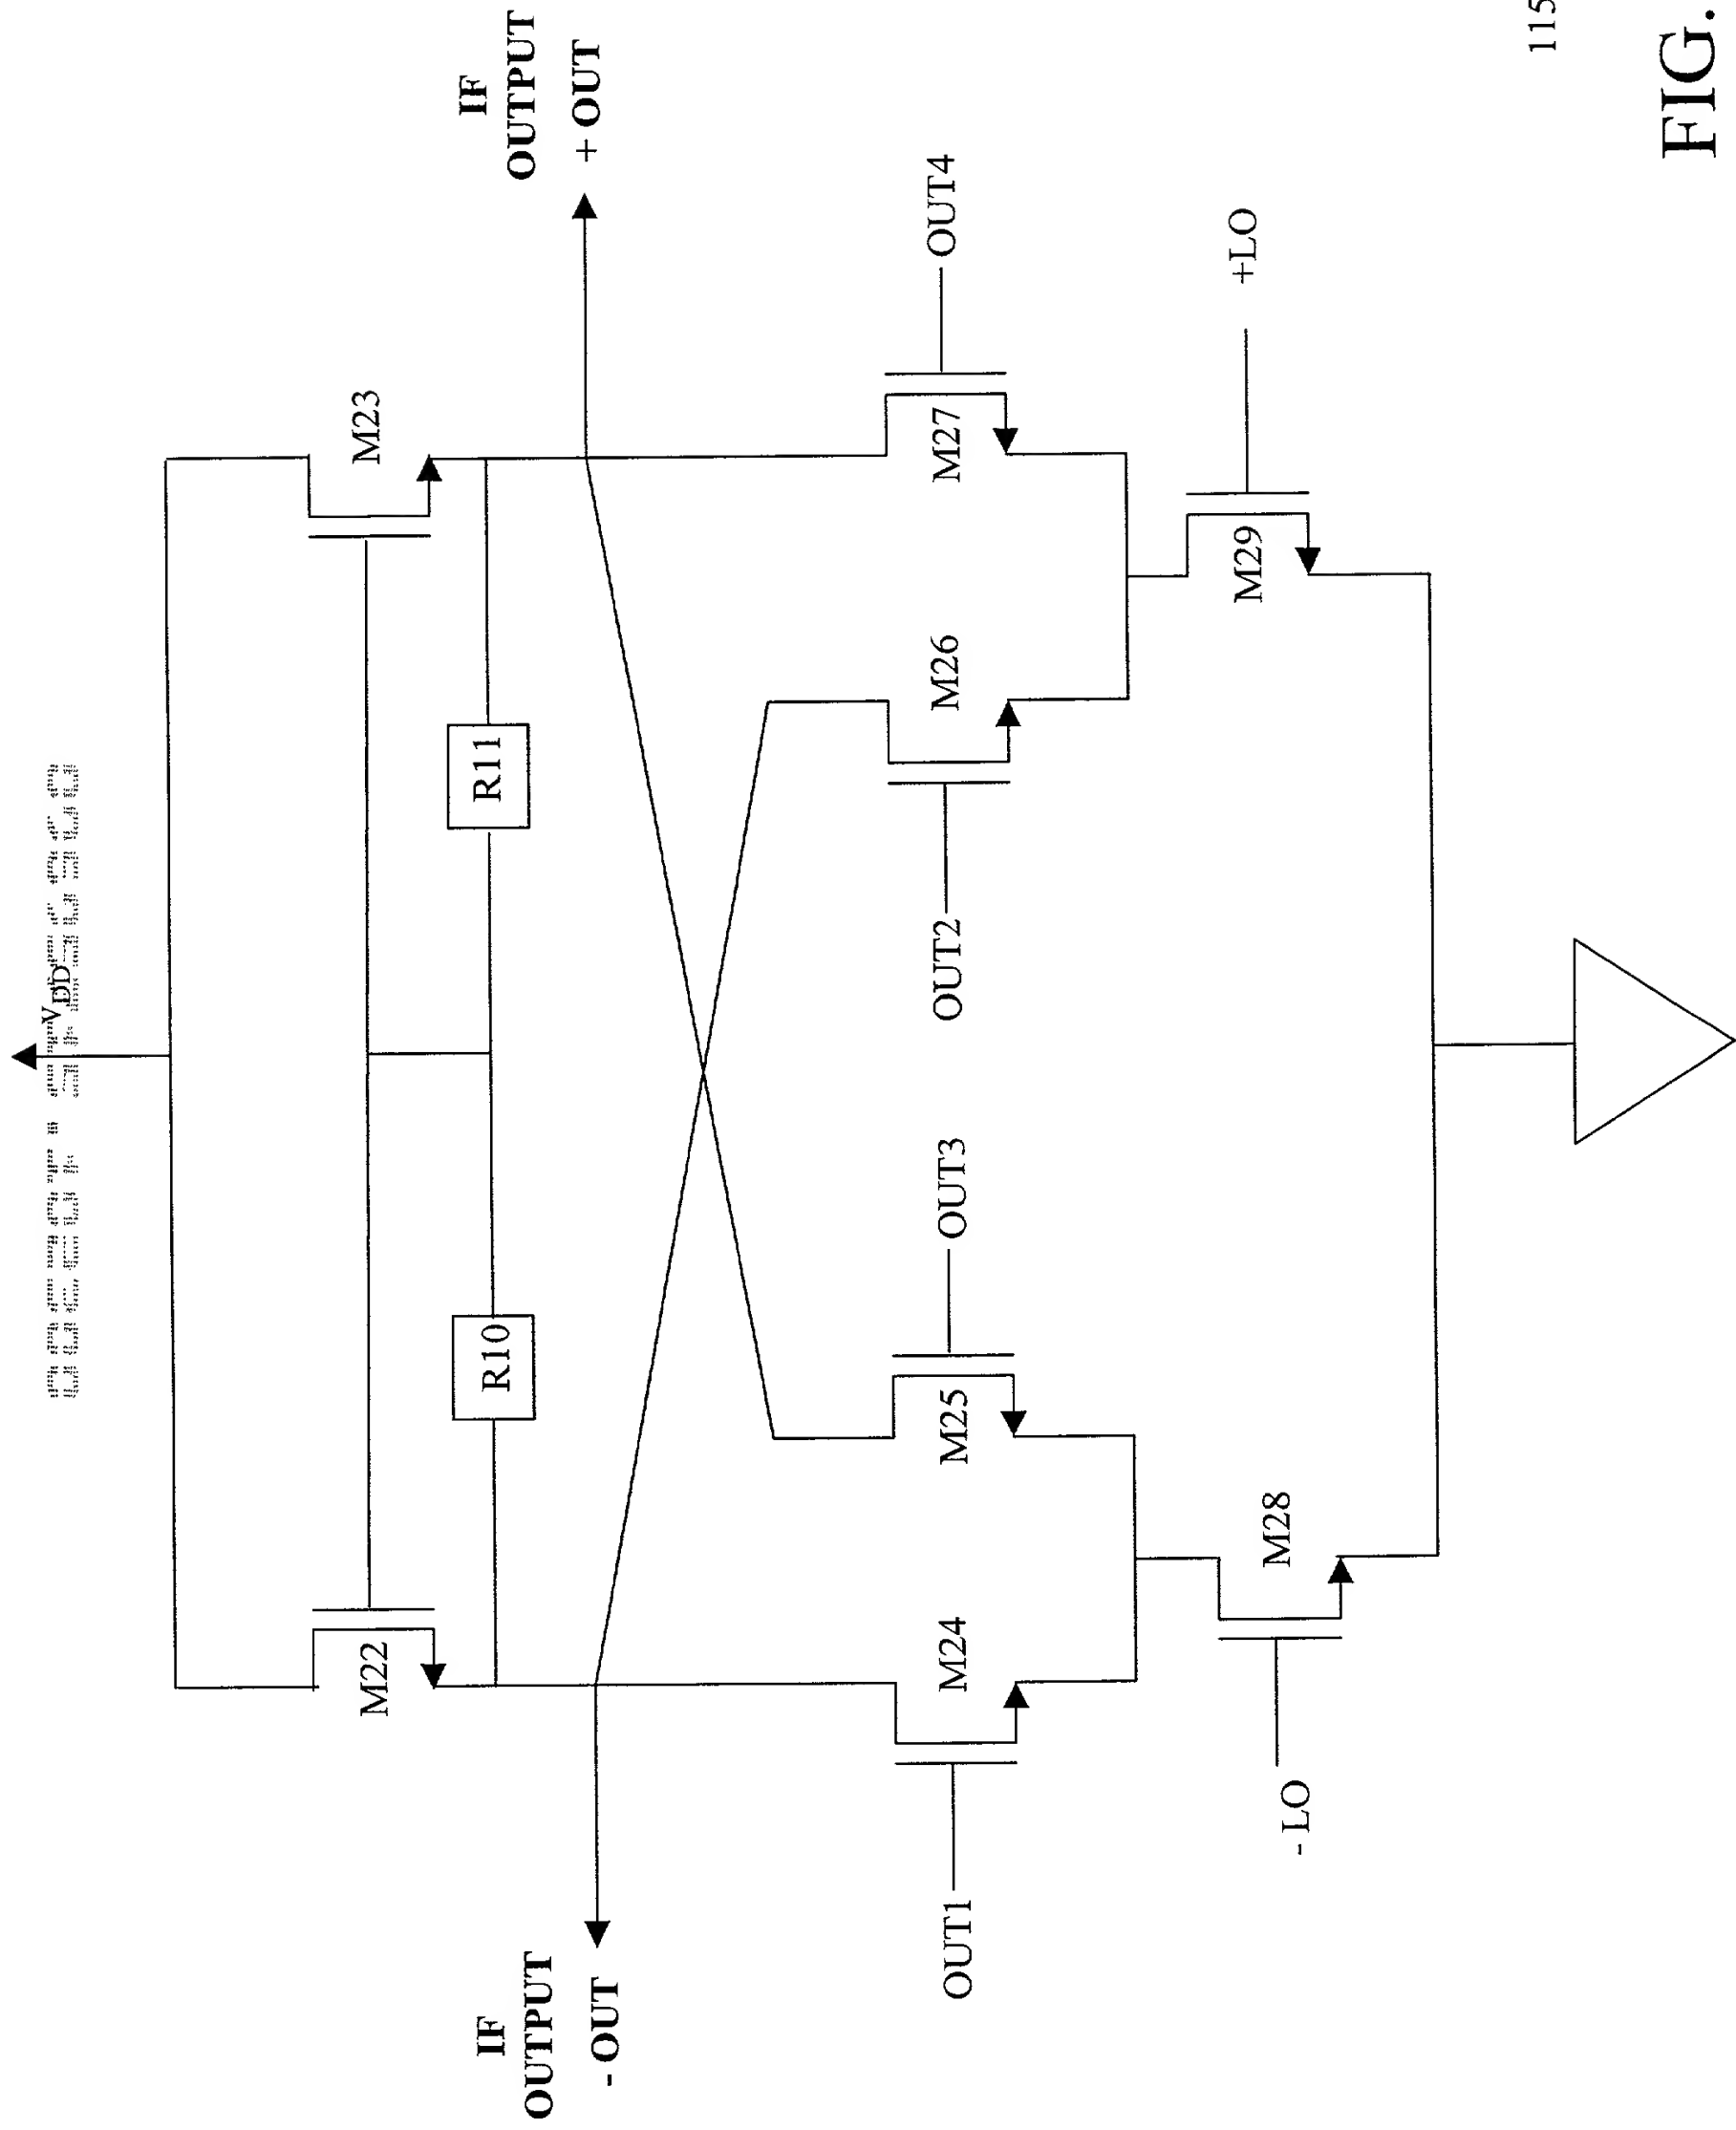 V
DD
M22
M23
R10
R11
IF
OUTPUT
- OUT
IF
OUTPUT
+ OUT
OUT1
M24
M25
OUT3
OUT2
M26
M27
OUT4
- LO
M28
M29
+LO
115
FIG.